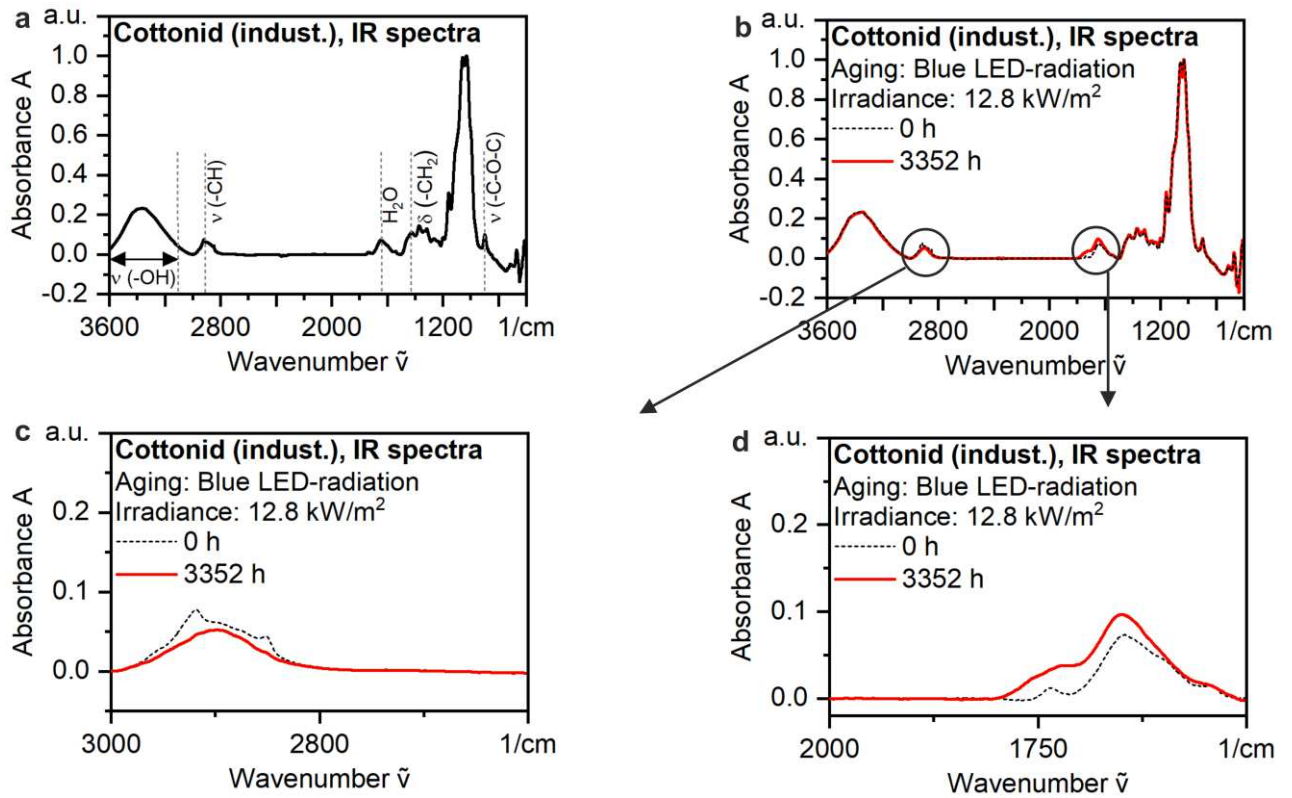 a
a.u.
Cottonid (indust.), IR spectra
1.0
0.8
0.6
0.4
0.2
0.0
-0.2
Absorbance A
ν (-OH)
ν (-CH)
H₂O
δ (-CH₂)
ν (-C-O-C)
3600 2800 2000 1200 1/cm
Wavenumber ṽ
b
a.u.
Cottonid (indust.), IR spectra
Aging: Blue LED-radiation
Irradiance: 12.8 kW/m²
0 h
3352 h
1.0
0.8
0.6
0.4
0.2
0.0
-0.2
Absorbance A
3600 2800 2000 1200 1/cm
Wavenumber ṽ
c
a.u.
Cottonid (indust.), IR spectra
Aging: Blue LED-radiation
Irradiance: 12.8 kW/m²
0 h
3352 h
0.2
0.1
0.0
Absorbance A
3000 2800 1/cm
Wavenumber ṽ
d
a.u.
Cottonid (indust.), IR spectra
Aging: Blue LED-radiation
Irradiance: 12.8 kW/m²
0 h
3352 h
0.2
0.1
0.0
Absorbance A
2000 1750 1/cm
Wavenumber ṽ